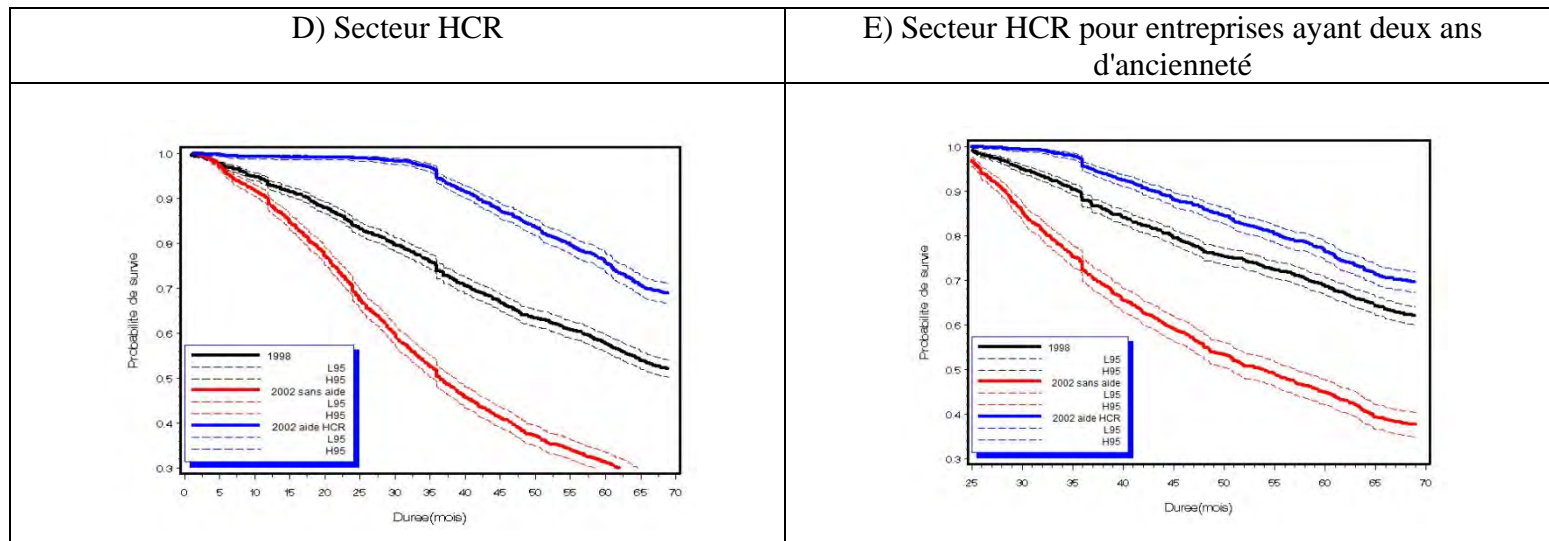 D) Secteur HCR
E) Secteur HCR pour entreprises ayant deux ans
d'ancienneté
Probabilite de survie
1.0
0.9
0.8
0.7
0.6
0.5
0.4
0.3
1998
L95
H95
2002 sans aide
L95
H95
2002 aide HCR
L95
H95
0 5 10 15 20 25 30 35 40 45 50 55 60 65 70
Duree(mois)
Probabilite de survie
1.0
0.9
0.8
0.7
0.6
0.5
0.4
0.3
1998
L95
H95
2002 sans aide
L95
H95
2002 aide HCR
L95
H95
25 30 35 40 45 50 55 60 65 70
Duree(mois)